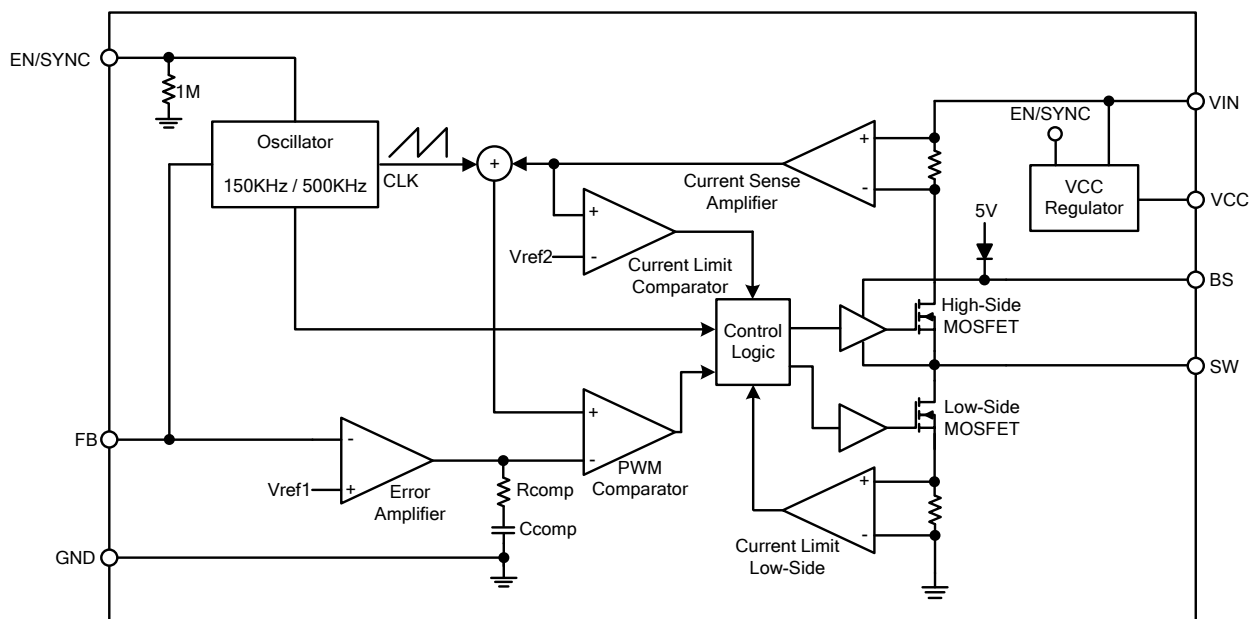 EN/SYNC
1M
Oscillator
150KHz / 500KHz
CLK
+
+
-
Current Sense
Amplifier
EN/SYNC
VIN
VCC
Regulator
VCC
5V
BS
+
Vref2
-
Current Limit
Comparator
Control
Logic
High-Side
MOSFET
SW
FB
-
Vref1
+
Error
Amplifier
Rcomp
Ccomp
+
-
PWM
Comparator
Low-Side
MOSFET
+
-
Current Limit
Low-Side
GND